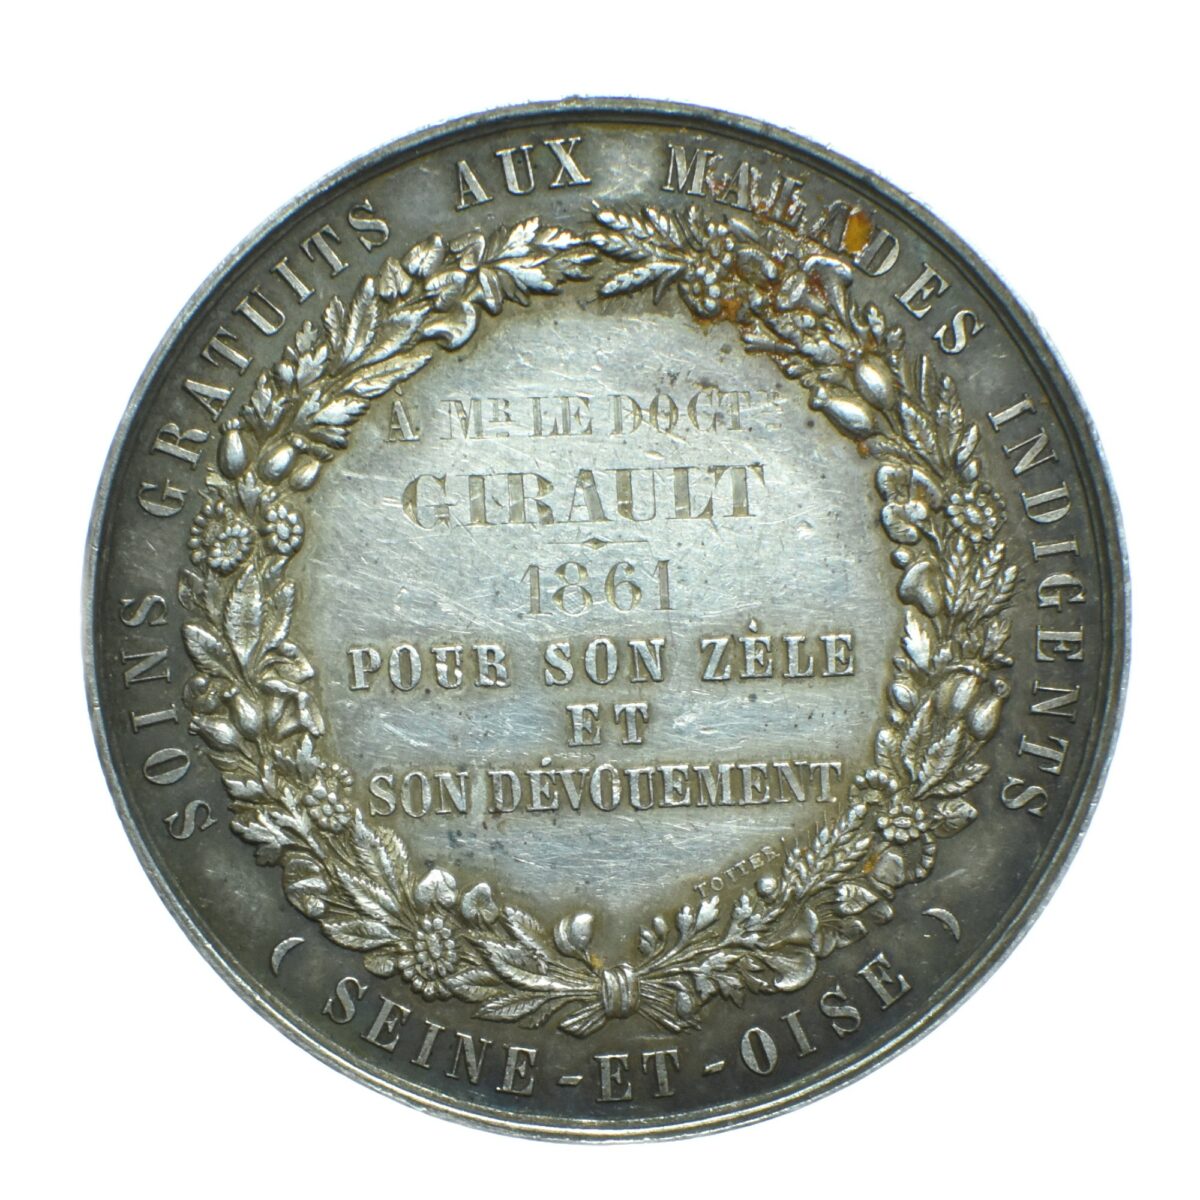 SOINS GRATUITS AUX MALADES INDIGENTS
À MR LE DOCTR
GIRAULT
1861
POUR SON ZÈLE
ET
SON DÉVOUEMENT
(SEINE-ET-OISE)